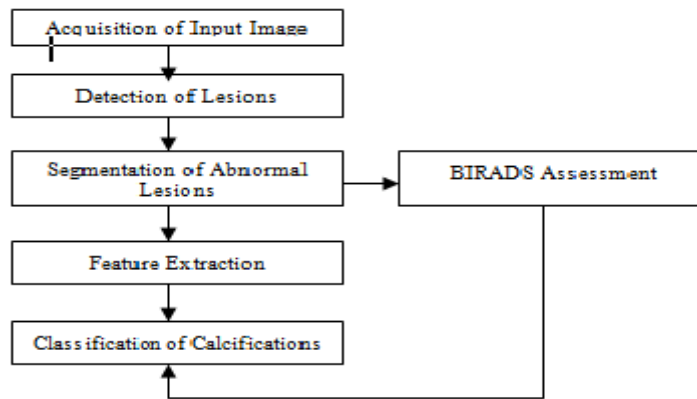 Acquisition of Input Image
Detection of Lesions
Segmentation of Abnormal
Lesions
BIRADS Assessment
Feature Extraction
Classification of Calcifications